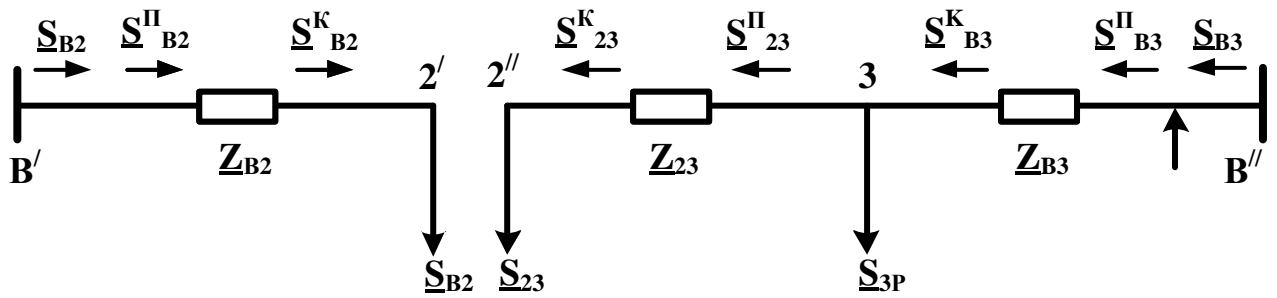 S_B2 S^П_B2 S^К_B2 S^К_23 S^П_23 S^К_B3 S^П_B3 S_B3
2/ 2// 3
B/ Z_B2 Z_23 Z_B3 B//
S_B2 S_23 S_3P